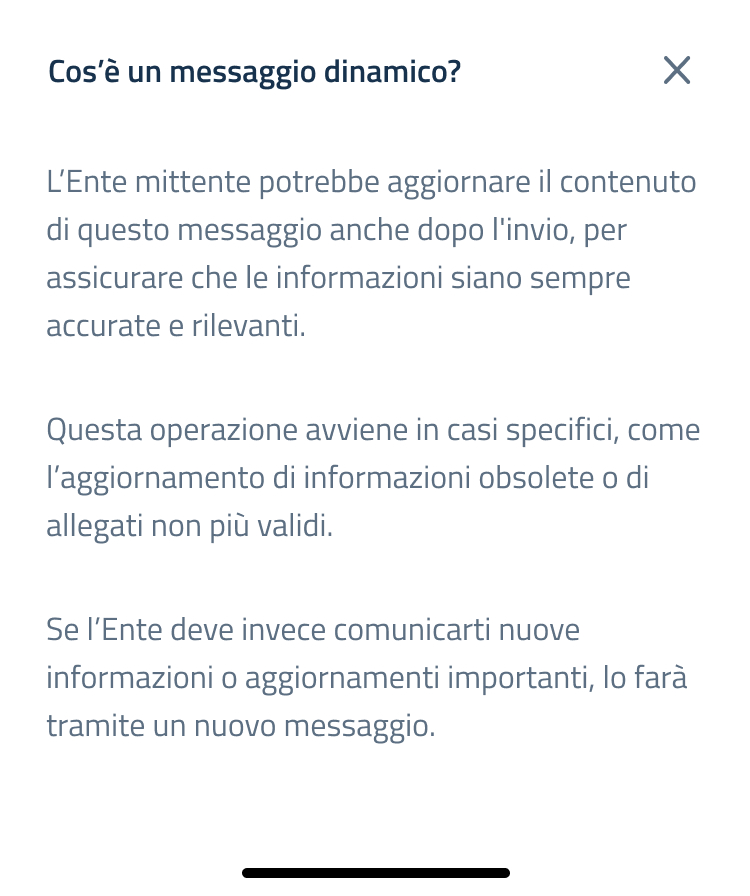 Cos’è un messaggio dinamico?
L’Ente mittente potrebbe aggiornare il contenuto
di questo messaggio anche dopo l'invio, per
assicurare che le informazioni siano sempre
accurate e rilevanti.
Questa operazione avviene in casi specifici, come
l’aggiornamento di informazioni obsolete o di
allegati non più validi.
Se l’Ente deve invece comunicarti nuove
informazioni o aggiornamenti importanti, lo farà
tramite un nuovo messaggio.